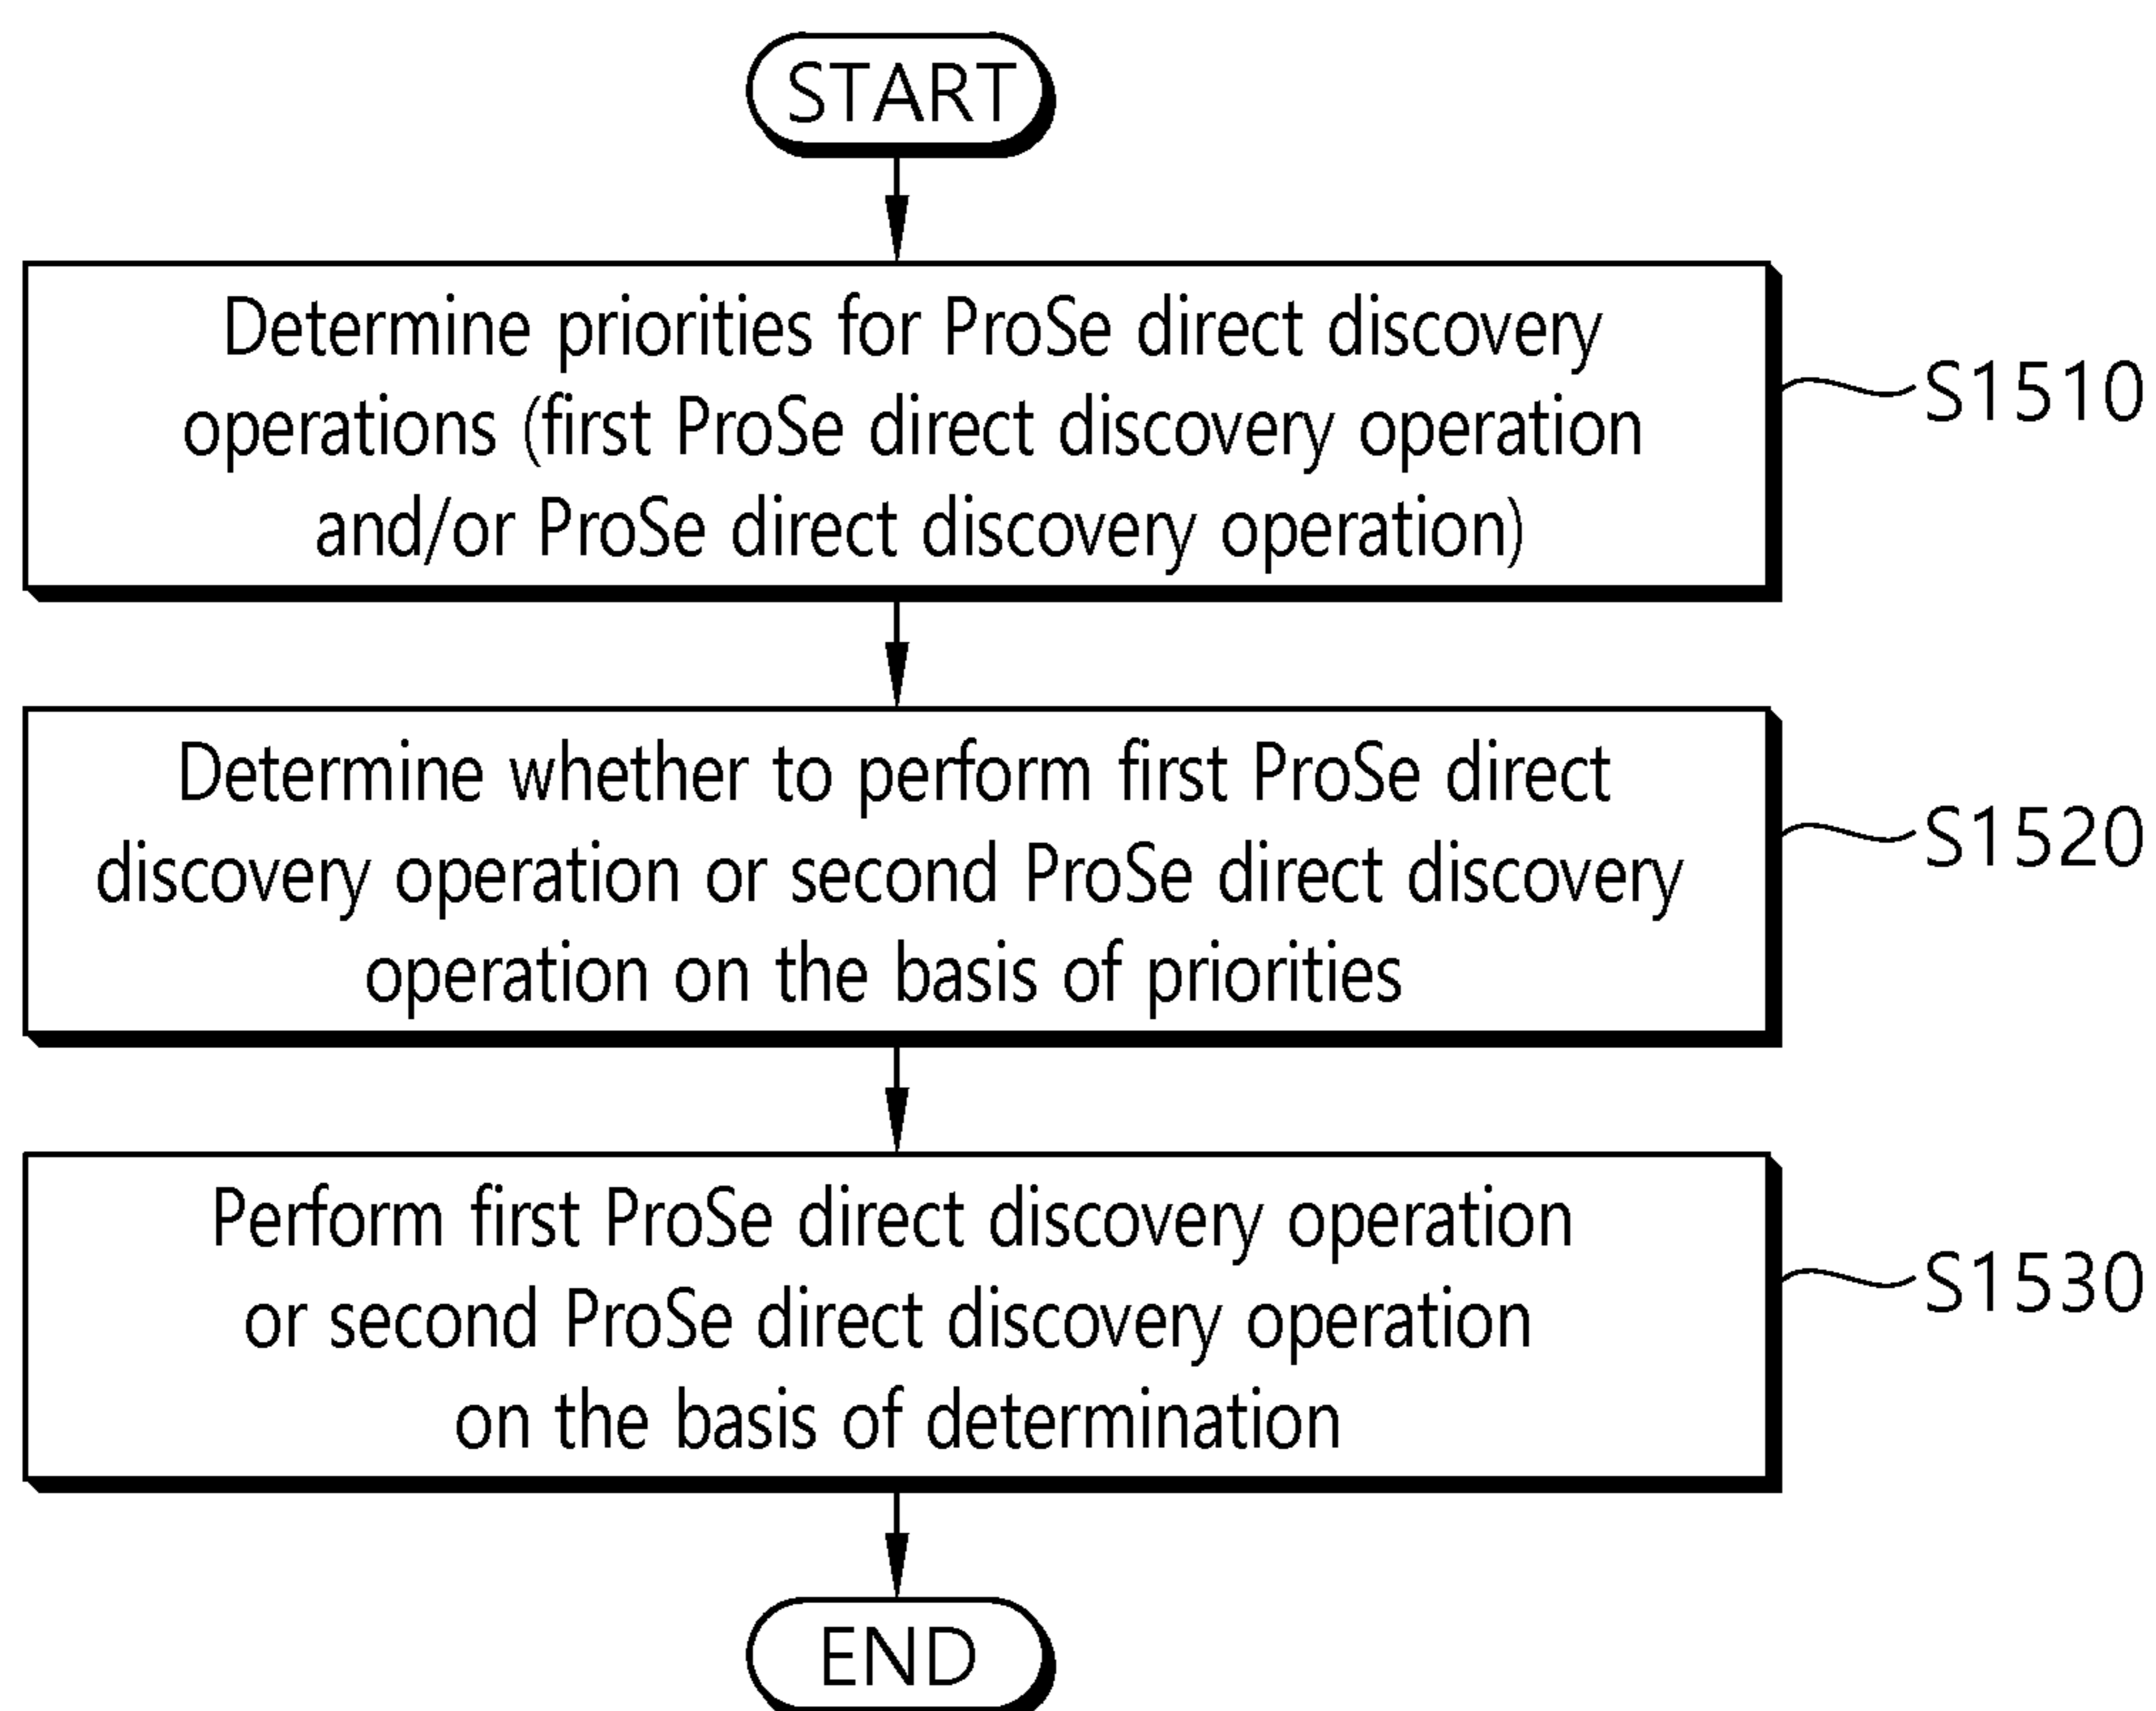 START
Determine priorities for ProSe direct discovery
operations (first ProSe direct discovery operation
and/or ProSe direct discovery operation)
S1510
Determine whether to perform first ProSe direct
discovery operation or second ProSe direct discovery
operation on the basis of priorities
S1520
Perform first ProSe direct discovery operation
or second ProSe direct discovery operation
on the basis of determination
S1530
END